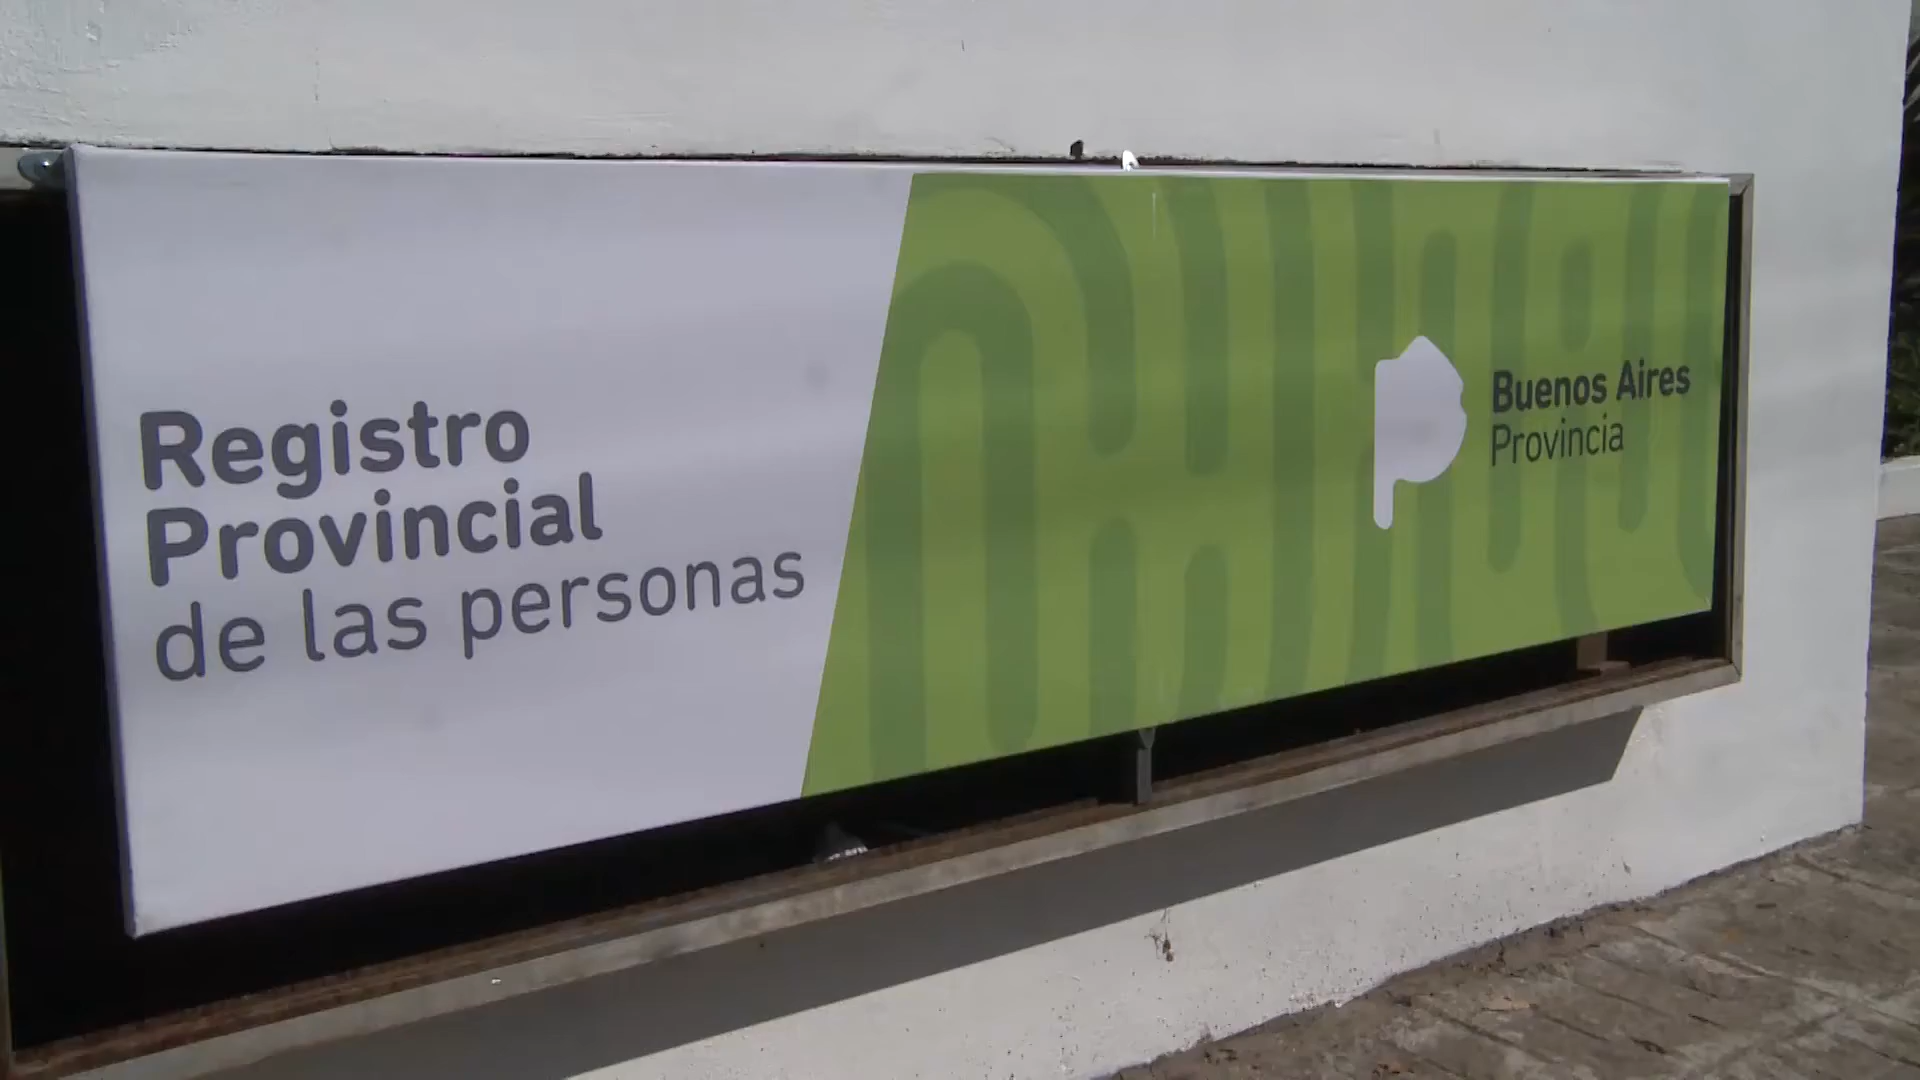 Registro
Provincial
de las personas
Buenos Aires
Provincia